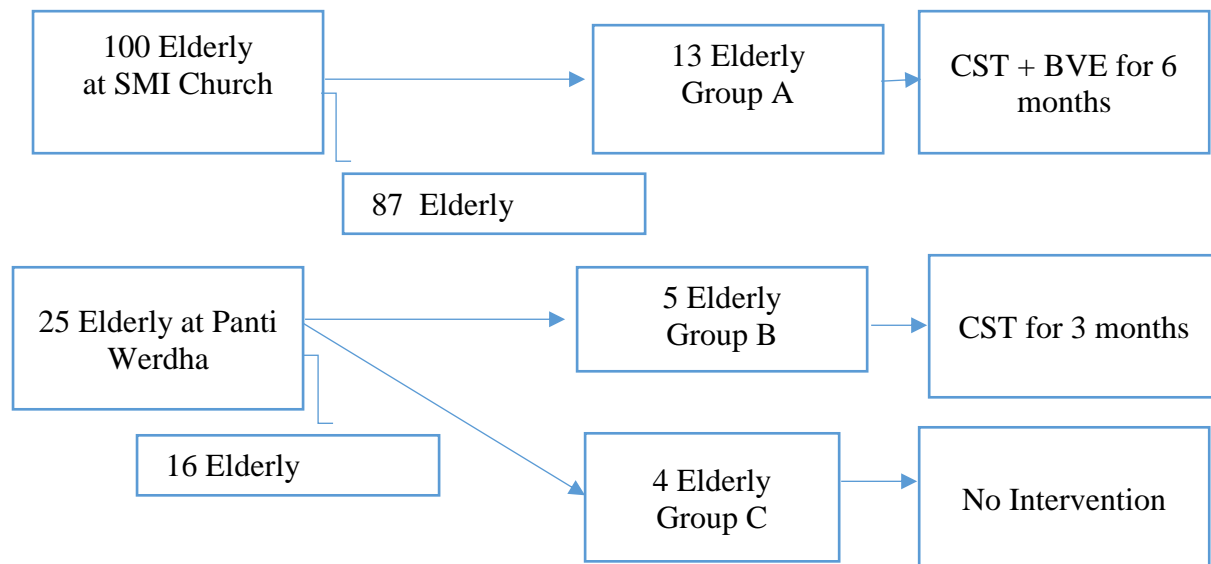 100 Elderly
at SMI Church
13 Elderly
Group A
CST + BVE for 6
months
87 Elderly
25 Elderly at Panti
Werdha
5 Elderly
Group B
CST for 3 months
16 Elderly
4 Elderly
Group C
No Intervention